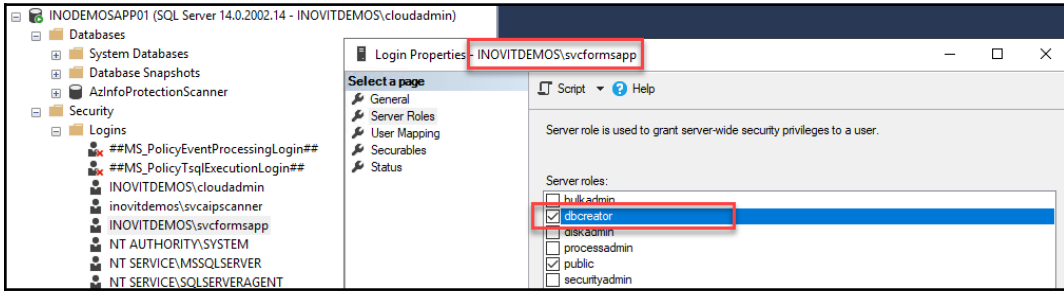 INODEMOSAPP01 (SQL Server 14.0.2002.14 - INOVITDEMOS\cloudadmin)
Databases
System Databases
Database Snapshots
AzInfoProtectionScanner
Security
Logins
##MS_PolicyEventProcessingLogin##
##MS_PolicyTsqlExecutionLogin##
INOVITDEMOS\cloudadmin
inovitdemos\svcaipscanner
INOVITDEMOS\svcformsapp
NT AUTHORITY\SYSTEM
NT SERVICE\MSSQLSERVER
NT SERVICE\SQLSERVERAGENT
Login Properties - INOVITDEMOS\svcformsapp
Select a page
General
Server Roles
User Mapping
Securables
Status
Script Help
Server role is used to grant server-wide security privileges to a user.
Server roles:
bulkadmin
dbcreator
diskadmin
processadmin
public
securityadmin